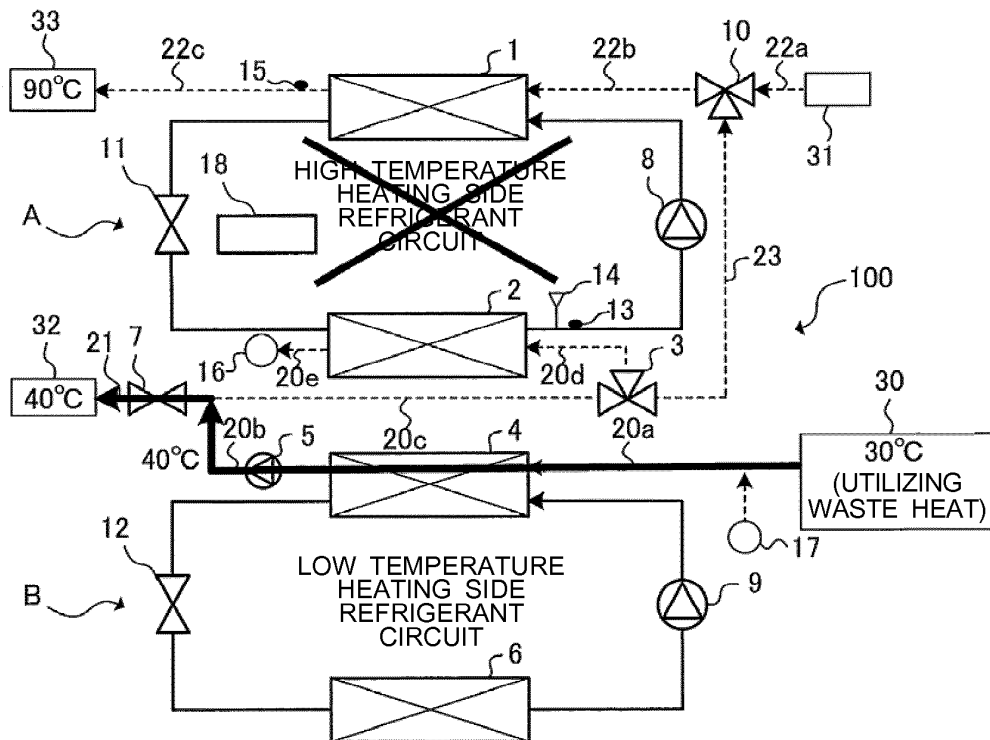 33
22c
15
1
22b
10
22a
90°C
31
11
18
HIGH TEMPERATURE
HEATING SIDE
REFRIGERANT
CIRCUIT
8
A
23
14
100
2
13
32
21
7
16
20e
20d
3
40°C
30
20b
5
20c
4
20a
40°C
30°C
(UTILIZING
WASTE HEAT)
12
17
LOW TEMPERATURE
HEATING SIDE
REFRIGERANT
CIRCUIT
9
B
6